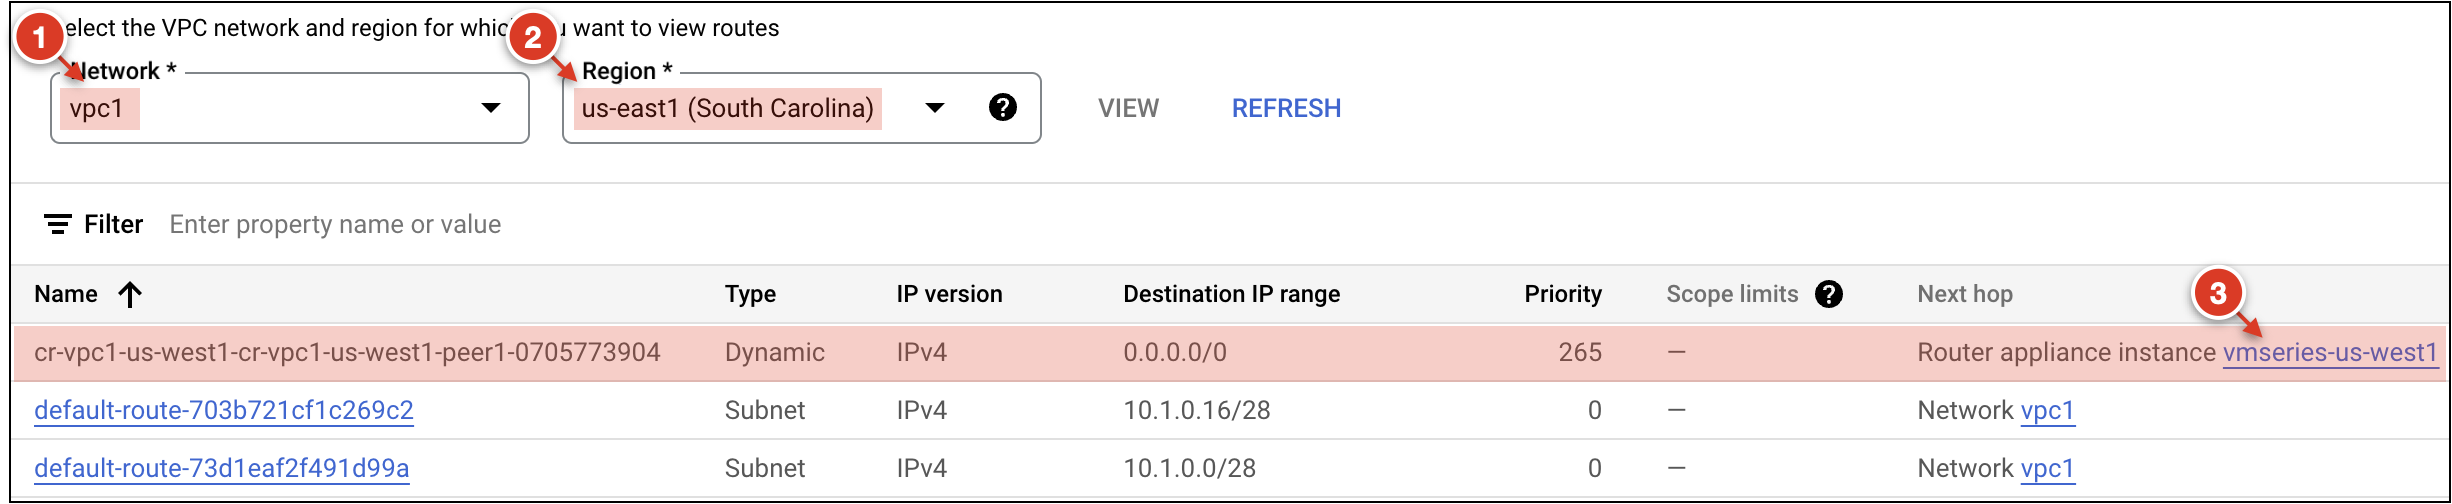 elect the VPC network and region for whic u want to view routes
1 2
Network * Region *
vpc1 us-east1 (South Carolina) ? VIEW REFRESH
Filter Enter property name or value
Name Type IP version Destination IP range Priority Scope limits ? Next hop 3
cr-vpc1-us-west1-cr-vpc1-us-west1-peer1-0705773904 Dynamic IPv4 0.0.0.0/0 265 — Router appliance instance vmseries-us-west1
default-route-703b721cf1c269c2 Subnet IPv4 10.1.0.16/28 0 — Network vpc1
default-route-73d1eaf2f491d99a Subnet IPv4 10.1.0.0/28 0 — Network vpc1